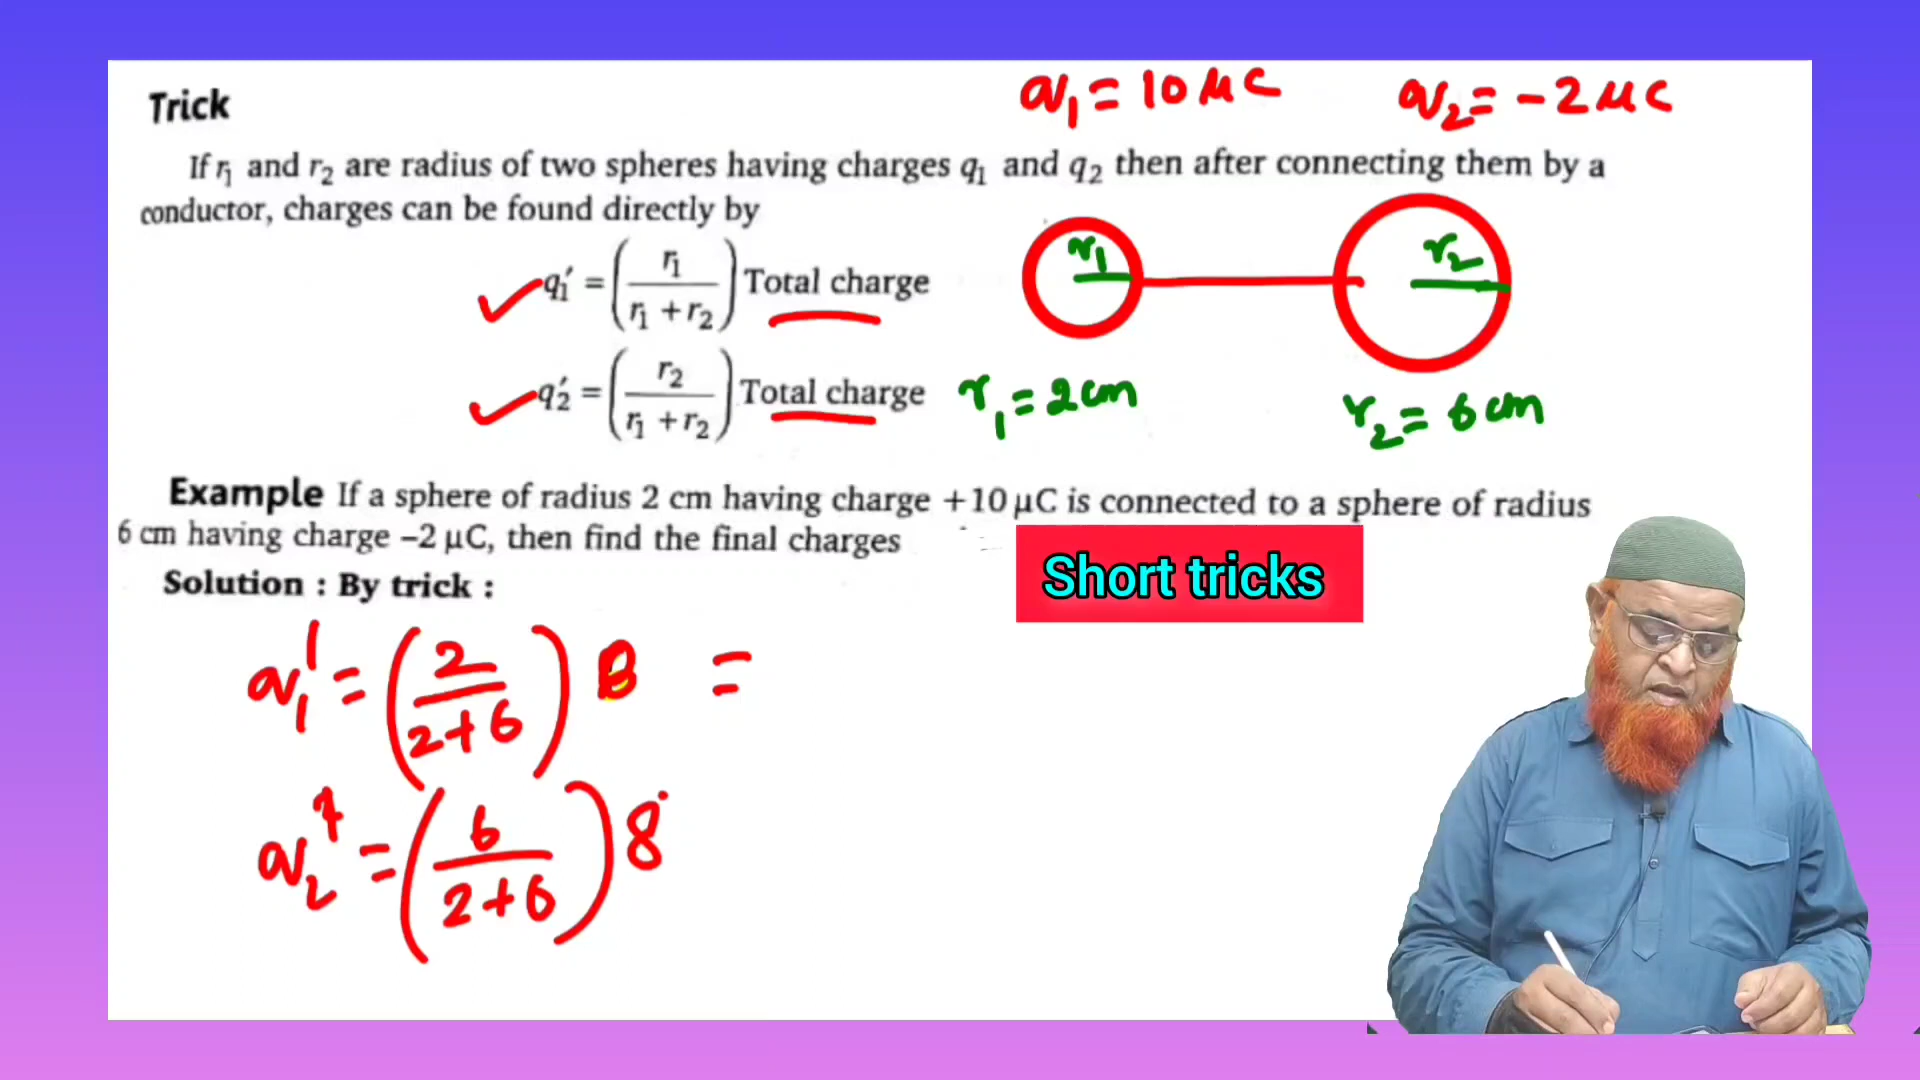 Trick
q₁ = 10 μC
q₂ = -2 μC
If r₁ and r₂ are radius of two spheres having charges q₁ and q₂ then after connecting them by a
conductor, charges can be found directly by
q₁′ = (r₁ / (r₁ + r₂)) Total charge
q₂′ = (r₂ / (r₁ + r₂)) Total charge
r₁
r₂
r₁ = 2 cm
r₂ = 6 cm
Example If a sphere of radius 2 cm having charge +10 μC is connected to a sphere of radius
6 cm having charge –2 μC, then find the final charges
Short tricks
Solution : By trick :
q₁′ = (2 / (2+6)) 8 =
q₂′ = (6 / (2+6)) 8